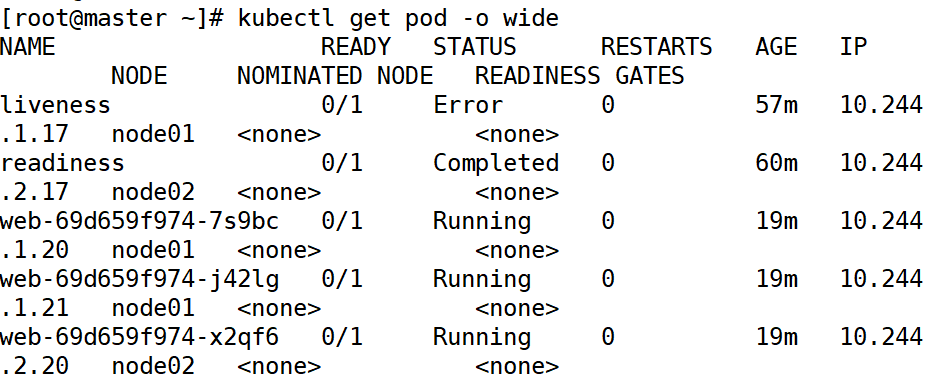 [root@master ~]# kubectl get pod -o wide
NAME                   READY   STATUS      RESTARTS   AGE   IP
        NODE     NOMINATED NODE   READINESS GATES
liveness               0/1     Error       0          57m   10.244
.1.17   node01   <none>           <none>
readiness              0/1     Completed   0          60m   10.244
.2.17   node02   <none>           <none>
web-69d659f974-7s9bc   0/1     Running     0          19m   10.244
.1.20   node01   <none>           <none>
web-69d659f974-j42lg   0/1     Running     0          19m   10.244
.1.21   node01   <none>           <none>
web-69d659f974-x2qf6   0/1     Running     0          19m   10.244
.2.20   node02   <none>           <none>